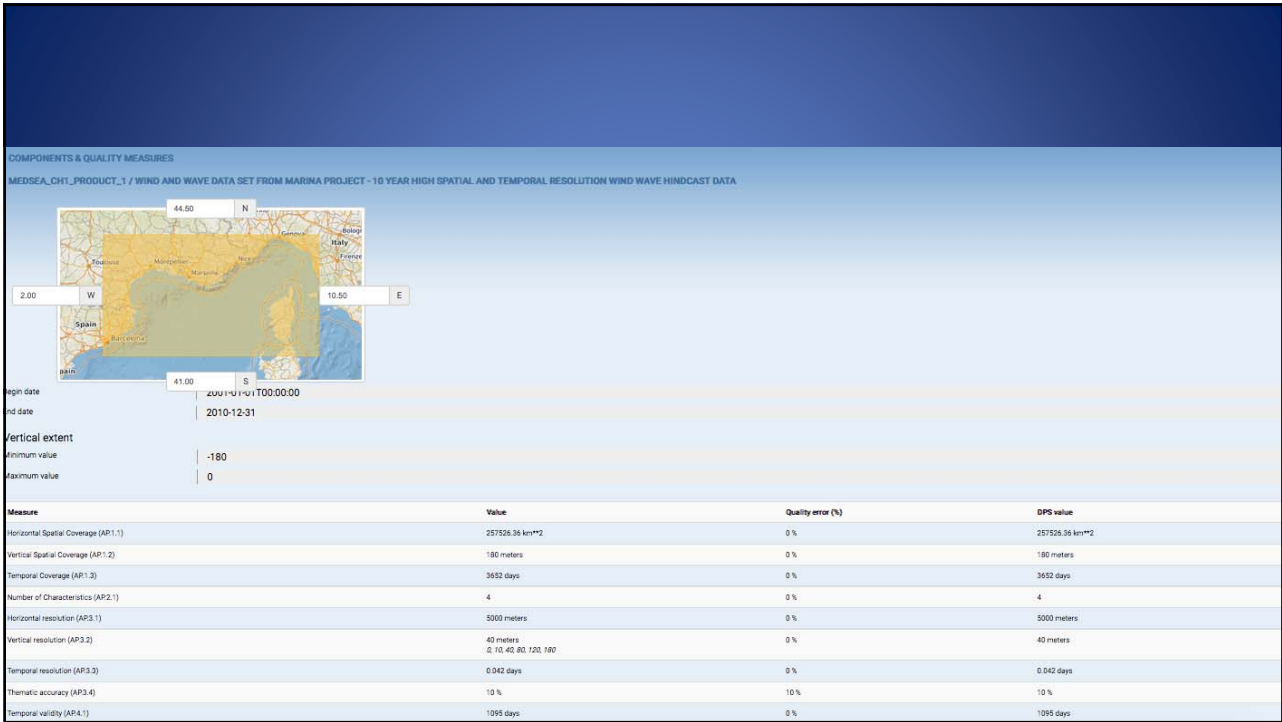 COMPONENTS & QUALITY MEASURES
MEDSEA_CH1_PRODUCT_1 / WIND AND WAVE DATA SET FROM MARINA PROJECT - 10 YEAR HIGH SPATIAL AND TEMPORAL RESOLUTION WIND WAVE HINDCAST DATA
44.50 N
Genova Bologn
Italy
Toulouse Montpellier Nice Firenze
Marseille
2.00 W 10.50 E
Spain
Barcelona
pain
41.00 S
Begin date 2001-01-01T00:00:00
End date 2010-12-31
Vertical extent
Minimum value -180
Maximum value 0
Measure Value Quality error (%) DPS value
Horizontal Spatial Coverage (AP.1.1) 257526.36 km**2 0 % 257526.36 km**2
Vertical Spatial Coverage (AP.1.2) 180 meters 0 % 180 meters
Temporal Coverage (AP.1.3) 3652 days 0 % 3652 days
Number of Characteristics (AP.2.1) 4 0 % 4
Horizontal resolution (AP.3.1) 5000 meters 0 % 5000 meters
Vertical resolution (AP.3.2) 40 meters 0 % 40 meters
0, 10, 40, 80, 120, 180
Temporal resolution (AP.3.3) 0.042 days 0 % 0.042 days
Thematic accuracy (AP.3.4) 10 % 10 % 10 %
Temporal validity (AP.4.1) 1095 days 0 % 1095 days